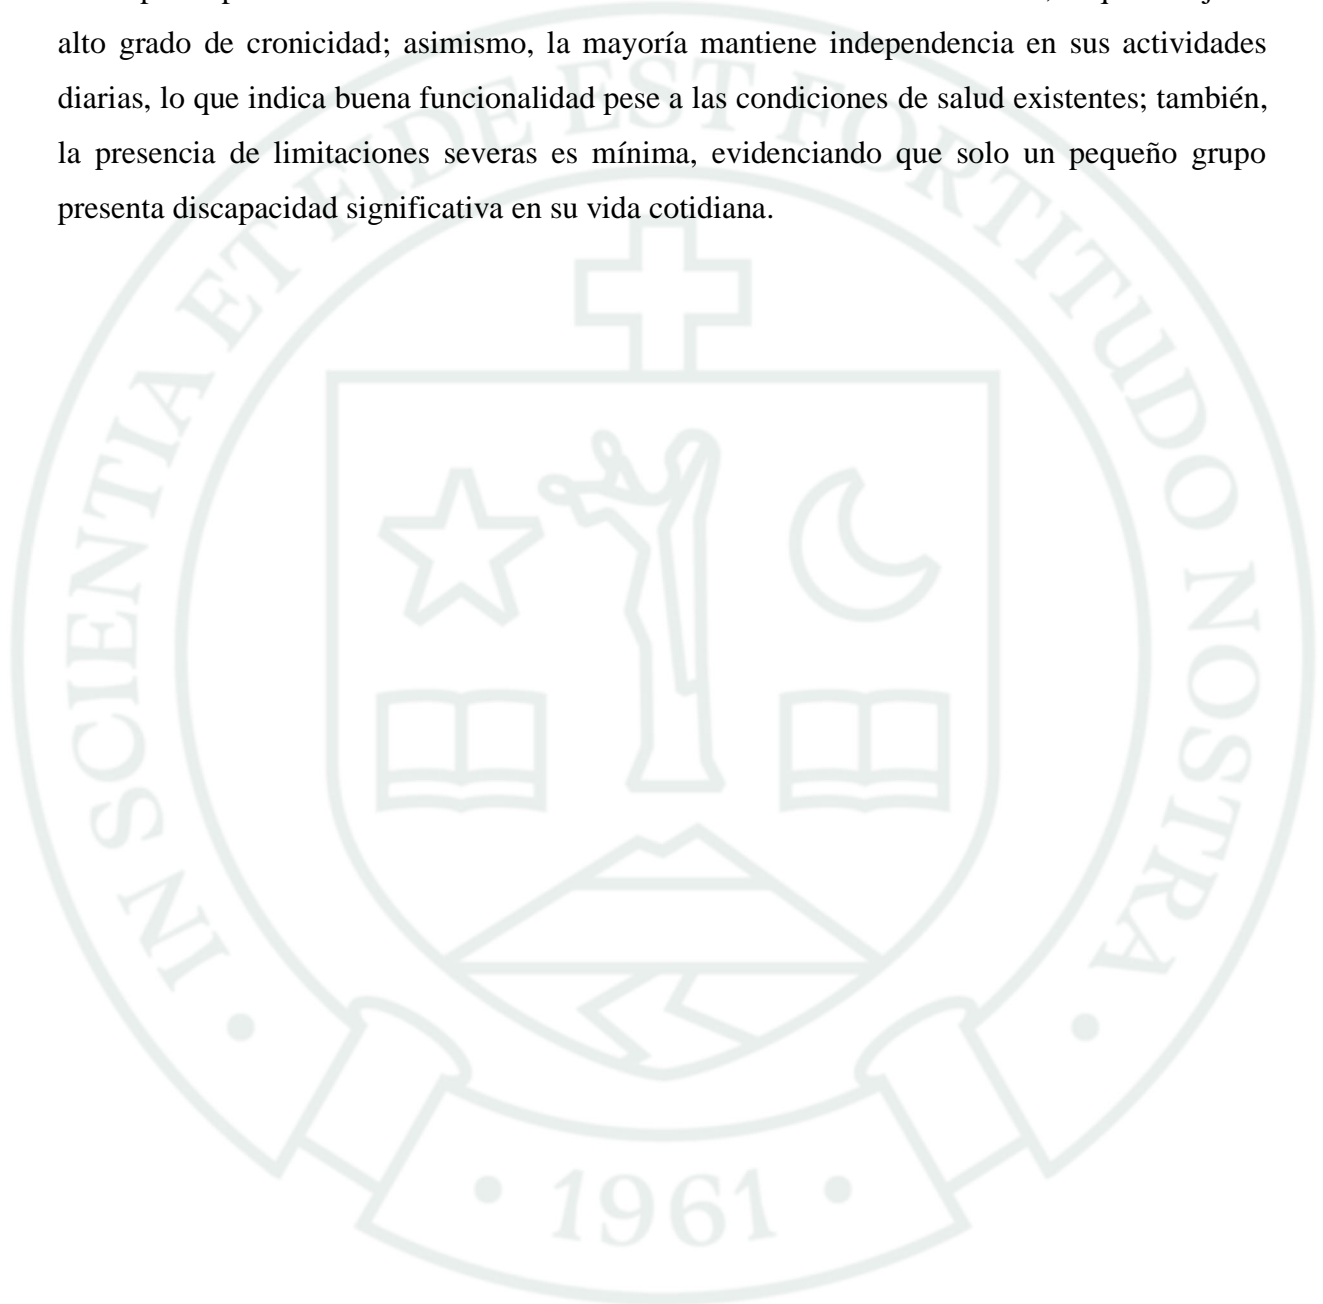 alto grado de cronicidad; asimismo, la mayoría mantiene independencia en sus actividades
diarias, lo que indica buena funcionalidad pese a las condiciones de salud existentes; también,
la presencia de limitaciones severas es mínima, evidenciando que solo un pequeño grupo
presenta discapacidad significativa en su vida cotidiana.
IN SCIENTIA ET FIDE EST FORTITUDO NOSTRA
• 1961 •